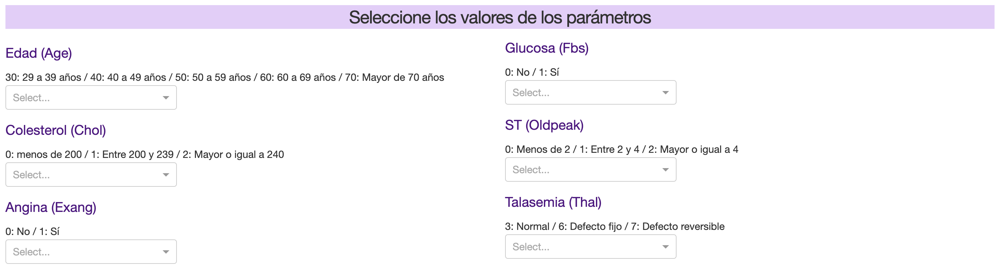 Seleccione los valores de los parámetros
Edad (Age)
30: 29 a 39 años / 40: 40 a 49 años / 50: 50 a 59 años / 60: 60 a 69 años / 70: Mayor de 70 años
Select...
Colesterol (Chol)
0: menos de 200 / 1: Entre 200 y 239 / 2: Mayor o igual a 240
Select...
Angina (Exang)
0: No / 1: Sí
Select...
Glucosa (Fbs)
0: No / 1: Sí
Select...
ST (Oldpeak)
0: Menos de 2 / 1: Entre 2 y 4 / 2: Mayor o igual a 4
Select...
Talasemia (Thal)
3: Normal / 6: Defecto fijo / 7: Defecto reversible
Select...